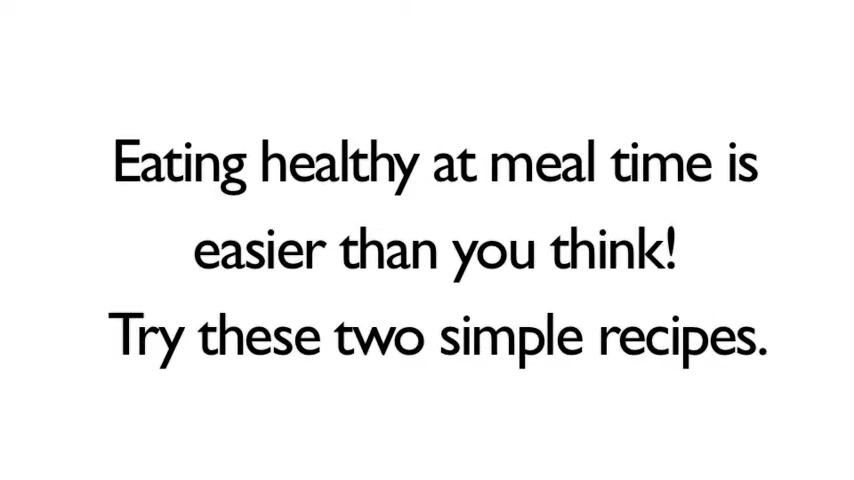 Eating healthy at meal time is
easier than you think!
Try these two simple recipes.